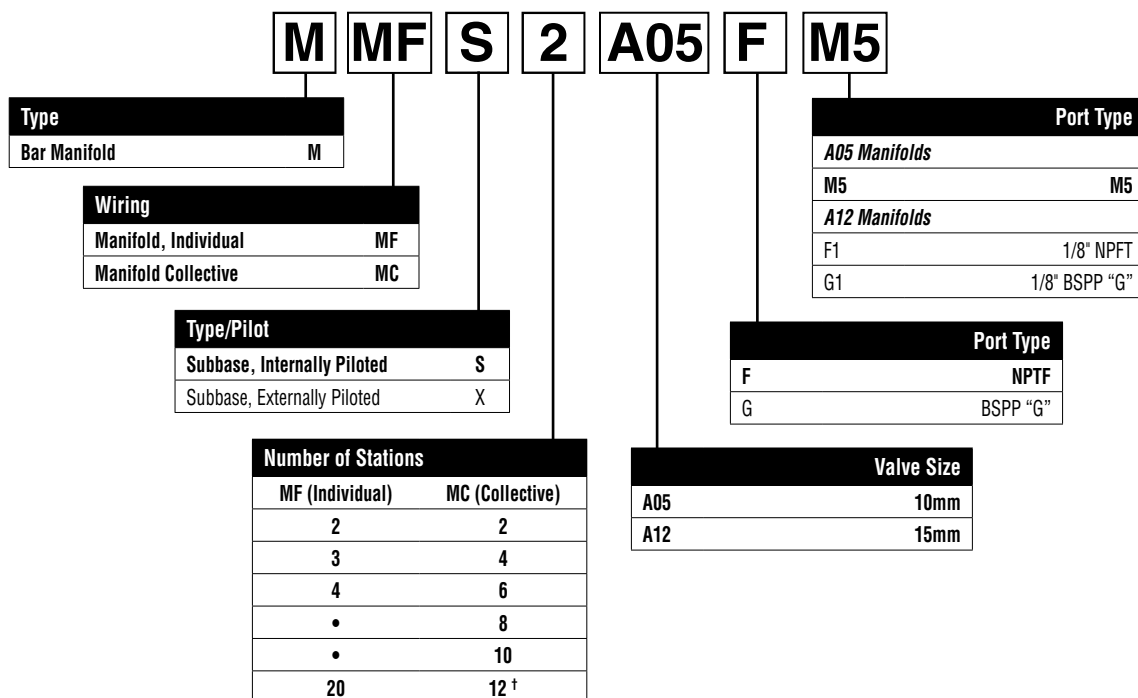 M MF S 2 A05 F M5
Type
Bar Manifold M
Wiring
Manifold, Individual MF
Manifold Collective MC
Type/Pilot
Subbase, Internally Piloted S
Subbase, Externally Piloted X
Number of Stations
MF (Individual) MC (Collective)
2 2
3 4
4 6
• 8
• 10
20 12 †
Port Type
A05 Manifolds
M5 M5
A12 Manifolds
F1 1/8" NPFT
G1 1/8" BSPP “G”
Port Type
F NPTF
G BSPP “G”
Valve Size
A05 10mm
A12 15mm